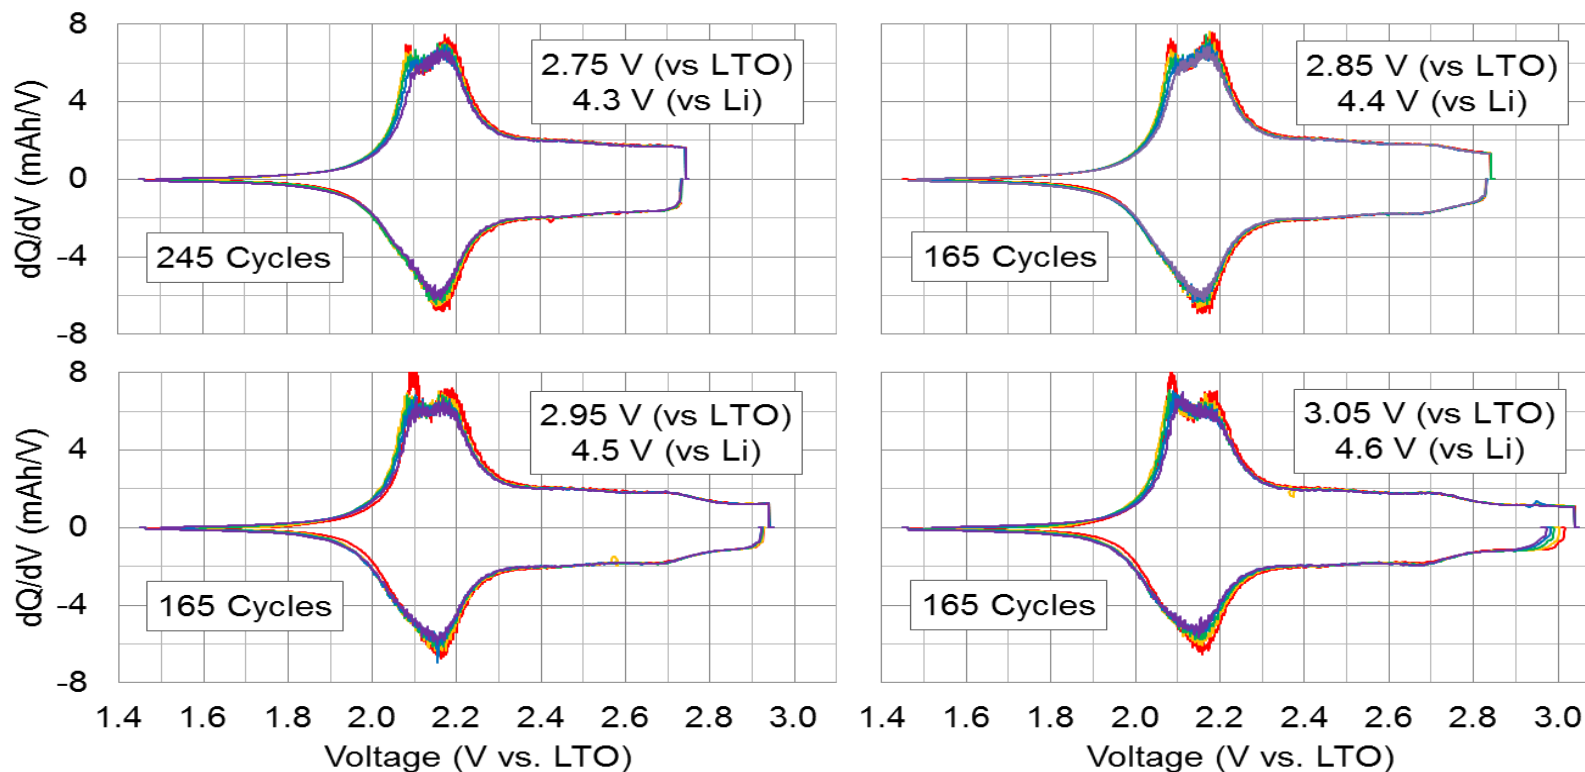 8
4
0
-4
-8
dQ/dV (mAh/V)
2.75 V (vs LTO)
4.3 V (vs Li)
245 Cycles
2.85 V (vs LTO)
4.4 V (vs Li)
165 Cycles
8
4
0
-4
-8
dQ/dV (mAh/V)
2.95 V (vs LTO)
4.5 V (vs Li)
165 Cycles
3.05 V (vs LTO)
4.6 V (vs Li)
165 Cycles
1.4 1.6 1.8 2.0 2.2 2.4 2.6 2.8 3.0
1.4 1.6 1.8 2.0 2.2 2.4 2.6 2.8 3.0
Voltage (V vs. LTO)
Voltage (V vs. LTO)